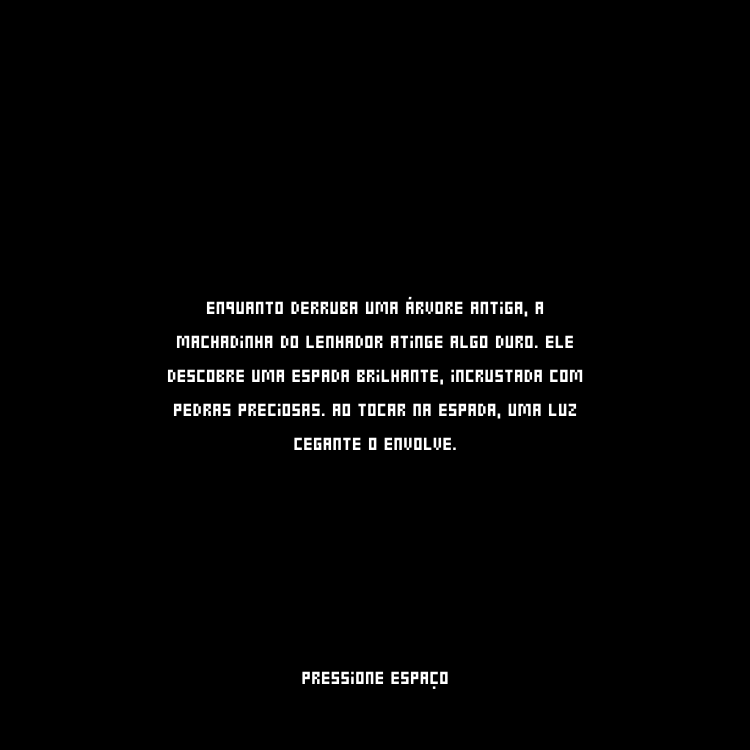 ENQUANTO DERRUBA UMA ÁRVORE ANTIGA, A
MACHADINHA DO LENHADOR ATINGE ALGO DURO. ELE
DESCOBRE UMA ESPADA BRILHANTE, INCRUSTADA COM
PEDRAS PRECIOSAS. AO TOCAR NA ESPADA, UMA LUZ
CEGANTE O ENVOLVE.
PRESSIONE ESPAÇO